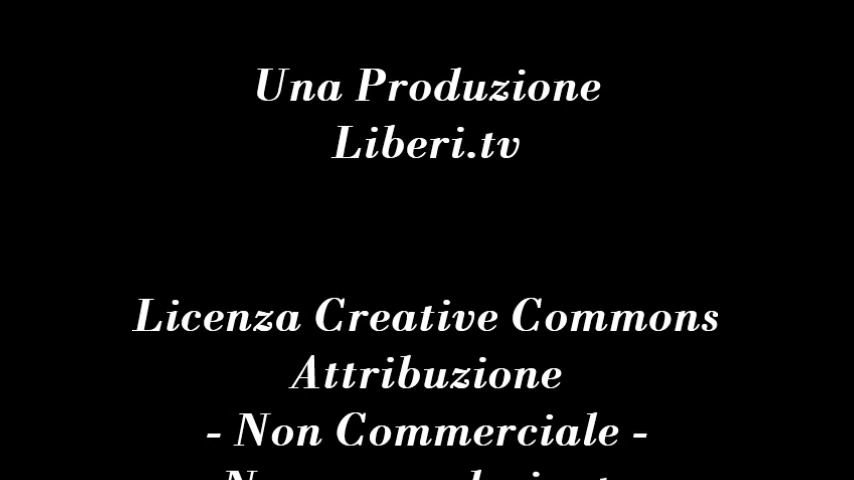 Una Produzione
Liberi.tv
Licenza Creative Commons
Attribuzione
- Non Commerciale -